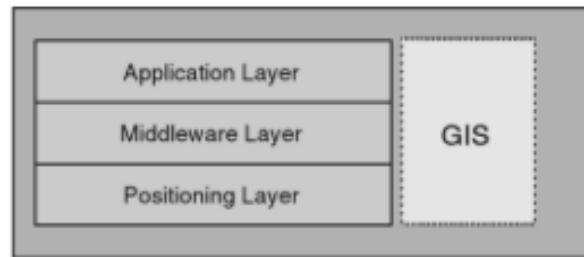 Application Layer
Middleware Layer
GIS
Positioning Layer